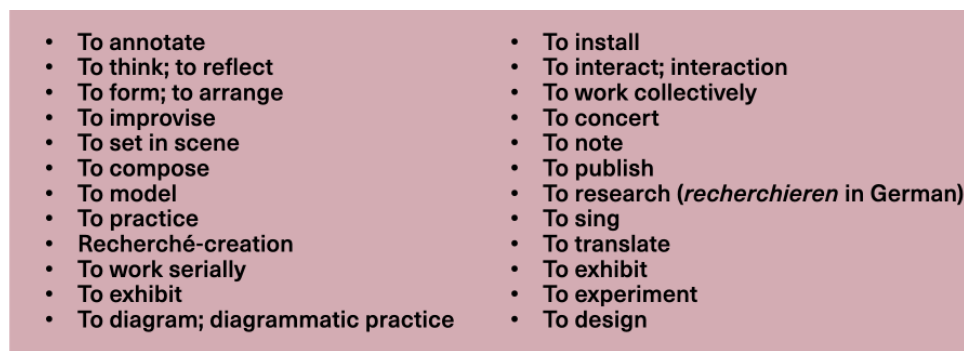 • To annotate
• To think; to reflect
• To form; to arrange
• To improvise
• To set in scene
• To compose
• To model
• To practice
• Recherché-creation
• To work serially
• To exhibit
• To diagram; diagrammatic practice
• To install
• To interact; interaction
• To work collectively
• To concert
• To note
• To publish
• To research (recherchieren in German)
• To sing
• To translate
• To exhibit
• To experiment
• To design